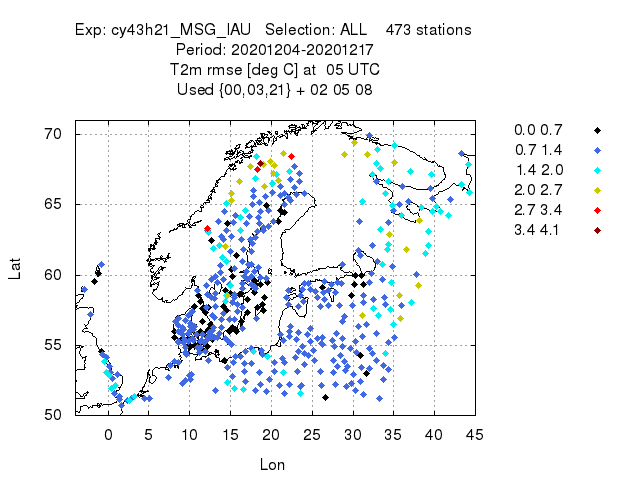 Exp: cy43h21_MSG_IAU Selection: ALL 473 stations
Period: 20201204-20201217
T2m rmse [deg C] at 05 UTC
Used {00,03,21} + 02 05 08
0.0 0.7
0.7 1.4
1.4 2.0
2.0 2.7
2.7 3.4
3.4 4.1
70
65
60
55
50
Lat
0 5 10 15 20 25 30 35 40 45
Lon